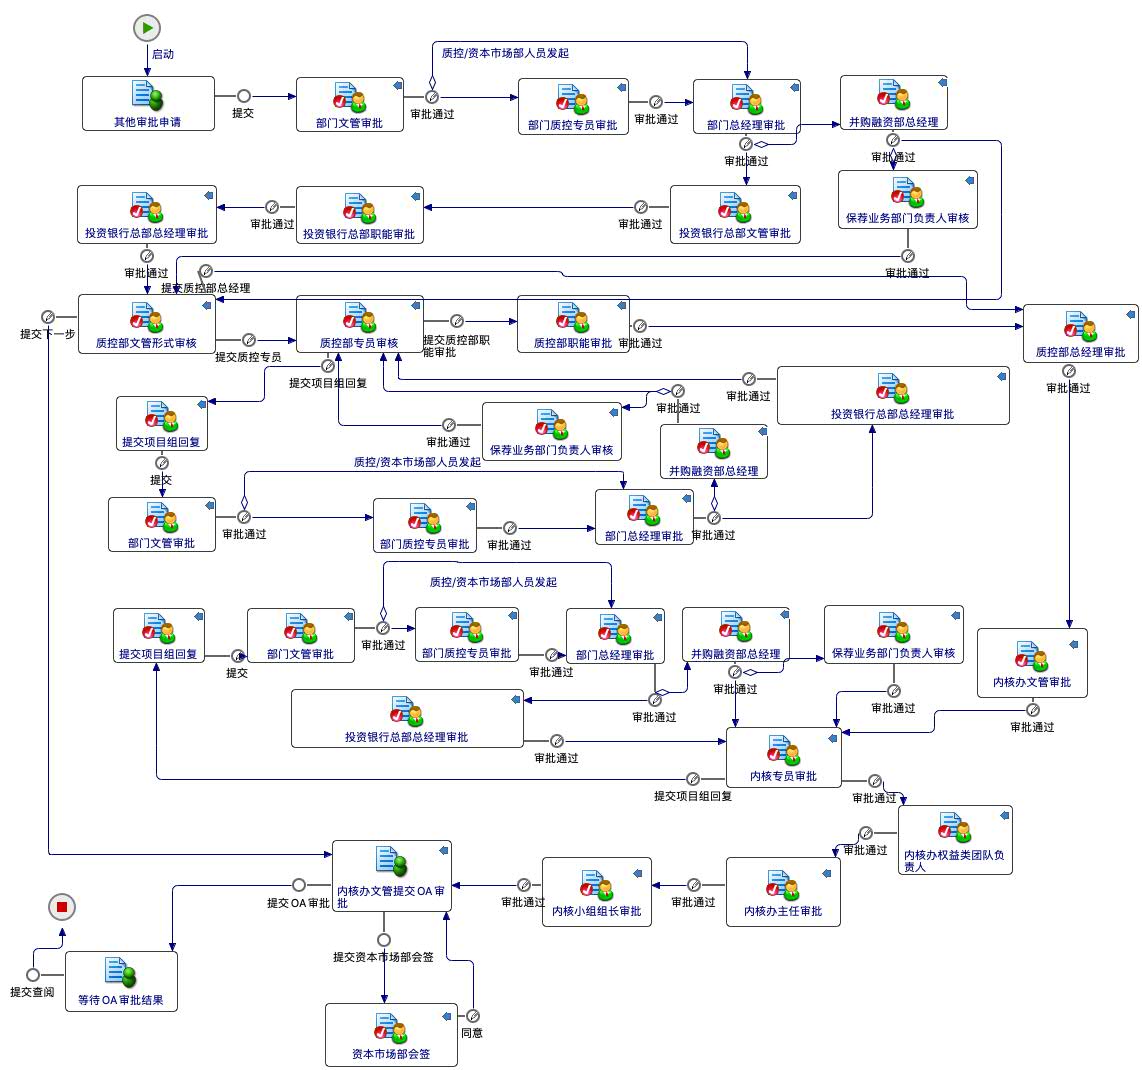 启动
质控/资本市场部人员发起
其他审批申请
提交
部门文管审批
审批通过
部门质控专员审批
审批通过
部门总经理审批
审批通过
并购融资部总经理
审批通过
保荐业务部门负责人审核
审批通过
投资银行总部文管审批
审批通过
投资银行总部职能审批
审批通过
投资银行总部总经理审批
审批通过
提交质控部总经理
提交下一步
质控部文管形式审核
提交质控专员
质控部专员审核
提交质控部职
能审批
质控部职能审批
审批通过
质控部总经理审批
审批通过
提交项目组回复
提交项目组回复
提交
审批通过
保荐业务部门负责人审核
审批通过
并购融资部总经理
审批通过
投资银行总部总经理审批
质控/资本市场部人员发起
部门文管审批
审批通过
部门质控专员审批
审批通过
部门总经理审批
审批通过
质控/资本市场部人员发起
提交项目组回复
提交
部门文管审批
审批通过
部门质控专员审批
审批通过
部门总经理审批
审批通过
并购融资部总经理
审批通过
保荐业务部门负责人审核
审批通过
内核办文管审批
审批通过
投资银行总部总经理审批
审批通过
内核专员审批
提交项目组回复
审批通过
内核办权益类团队负
责人
审批通过
内核办主任审批
审批通过
内核小组组长审批
审批通过
内核办文管提交OA审
批
提交OA审批
提交资本市场部会签
提交查阅
等待OA审批结果
资本市场部会签
同意